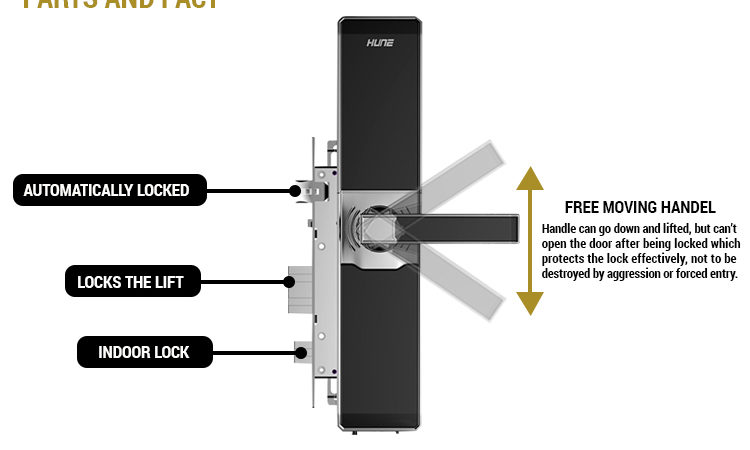 PARTS AND FACT
HUNE
AUTOMATICALLY LOCKED
FREE MOVING HANDEL
Handle can go down and lifted, but can't
open the door after being locked which
protects the lock effectively, not to be
destroyed by aggression or forced entry.
LOCKS THE LIFT
INDOOR LOCK